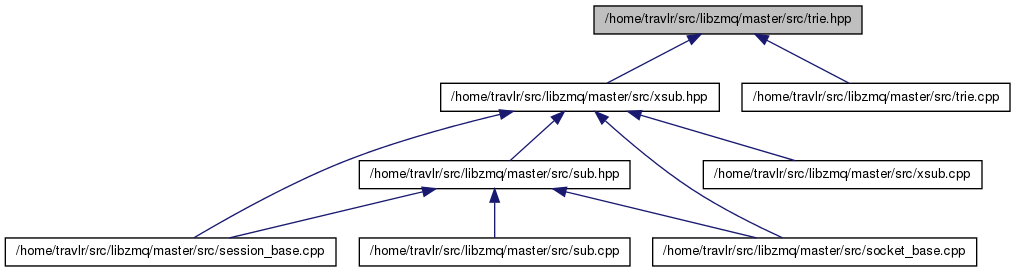 /home/travlr/src/libzmq/master/src/trie.hpp
/home/travlr/src/libzmq/master/src/xsub.hpp
/home/travlr/src/libzmq/master/src/trie.cpp
/home/travlr/src/libzmq/master/src/sub.hpp
/home/travlr/src/libzmq/master/src/xsub.cpp
/home/travlr/src/libzmq/master/src/session_base.cpp
/home/travlr/src/libzmq/master/src/sub.cpp
/home/travlr/src/libzmq/master/src/socket_base.cpp